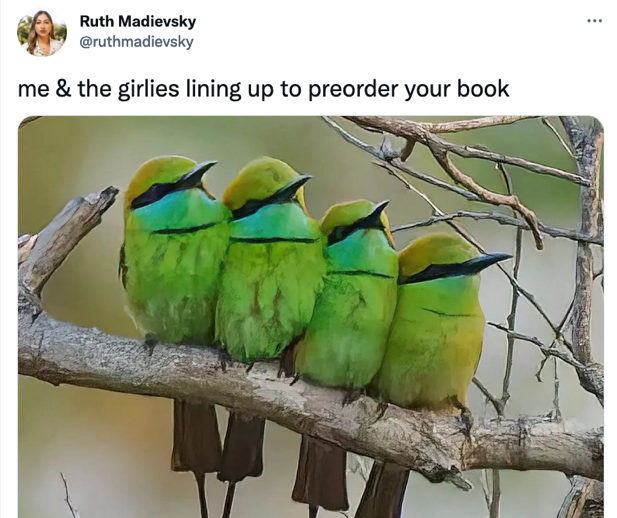 Ruth Madievsky
@ruthmadievsky
me & the girlies lining up to preorder your book